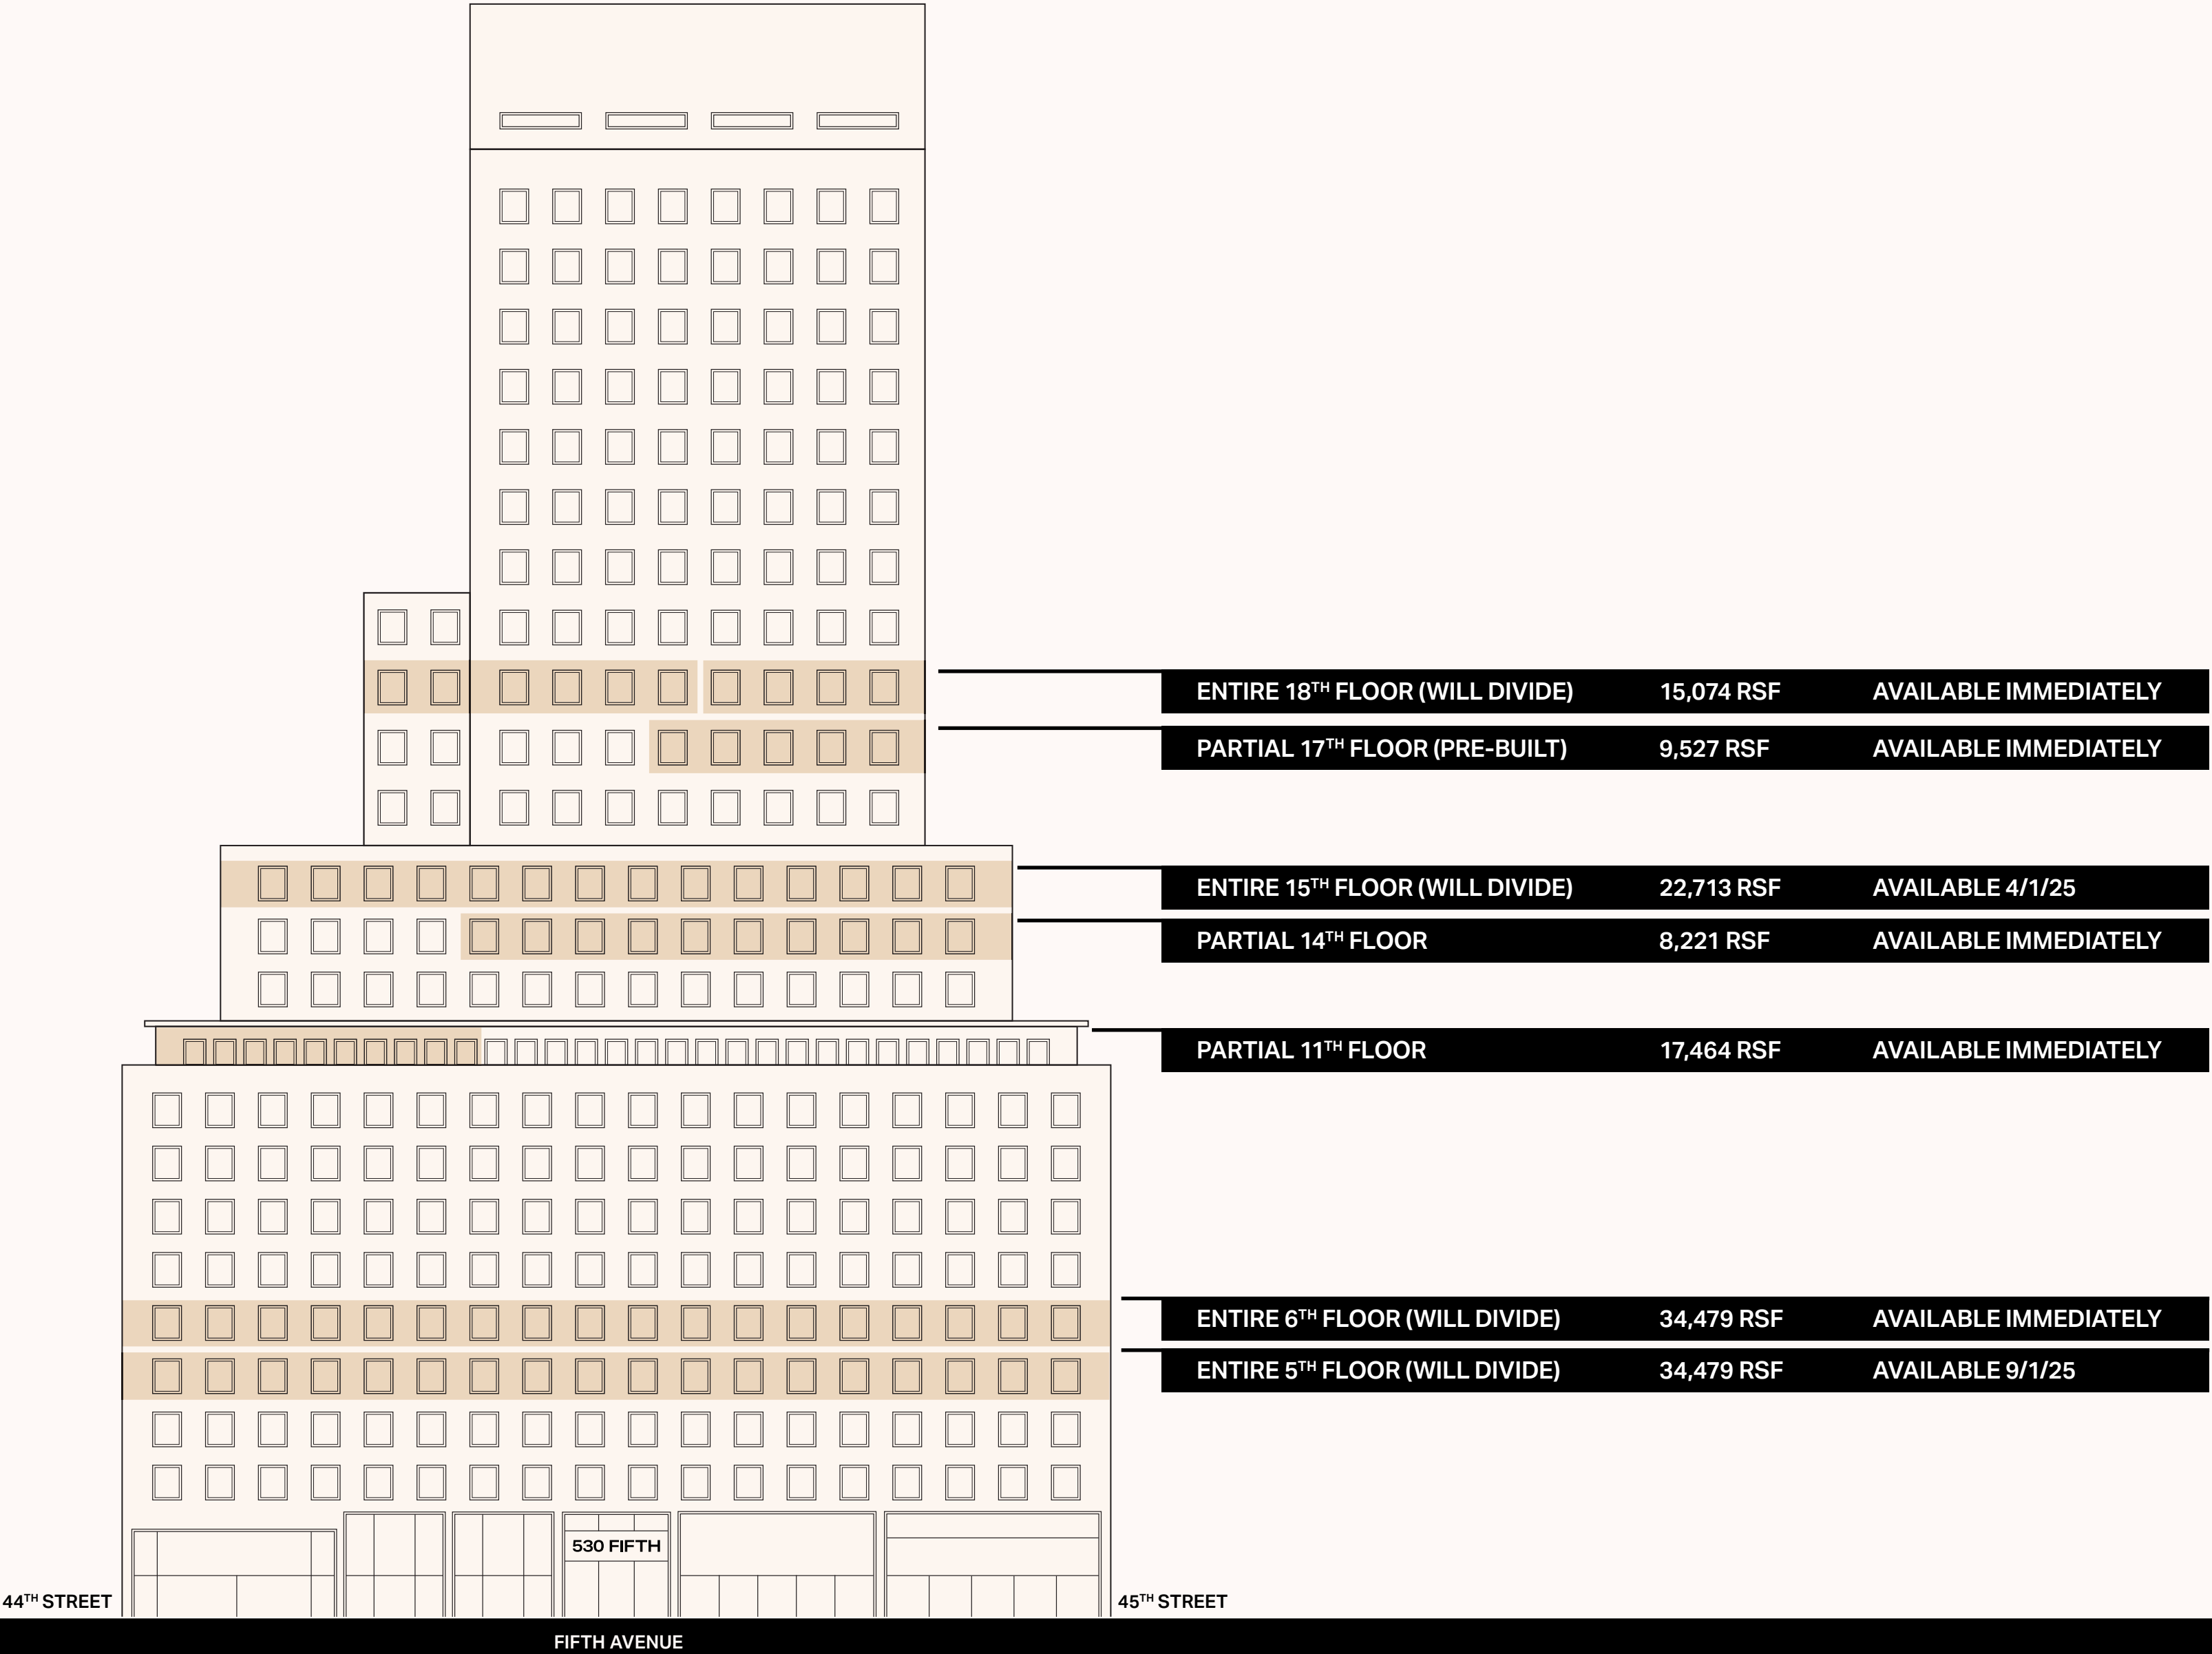 ENTIRE 18TH FLOOR (WILL DIVIDE) 15,074 RSF AVAILABLE IMMEDIATELY
PARTIAL 17TH FLOOR (PRE-BUILT) 9,527 RSF AVAILABLE IMMEDIATELY
ENTIRE 15TH FLOOR (WILL DIVIDE) 22,713 RSF AVAILABLE 4/1/25
PARTIAL 14TH FLOOR 8,221 RSF AVAILABLE IMMEDIATELY
PARTIAL 11TH FLOOR 17,464 RSF AVAILABLE IMMEDIATELY
ENTIRE 6TH FLOOR (WILL DIVIDE) 34,479 RSF AVAILABLE IMMEDIATELY
ENTIRE 5TH FLOOR (WILL DIVIDE) 34,479 RSF AVAILABLE 9/1/25
530 FIFTH
44TH STREET
45TH STREET
FIFTH AVENUE